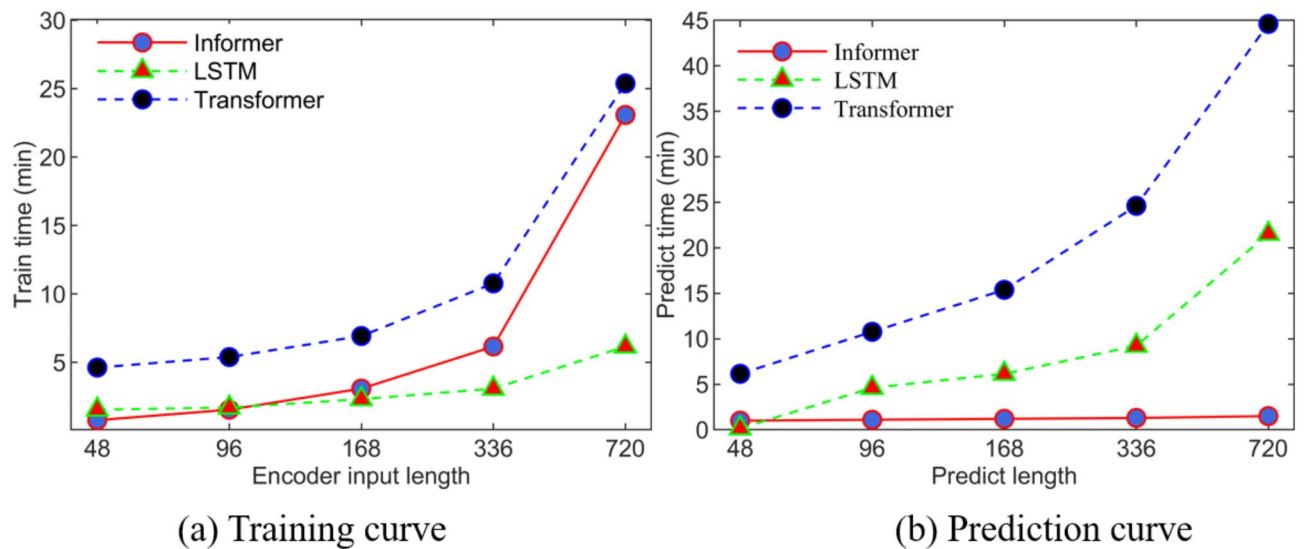 30
25
20
15
10
5
Train time (min)
Informer
LSTM
Transformer
48 96 168 336 720
Encoder input length
(a) Training curve
45
40
35
30
25
20
15
10
5
0
Predict time (min)
Informer
LSTM
Transformer
48 96 168 336 720
Predict length
(b) Prediction curve